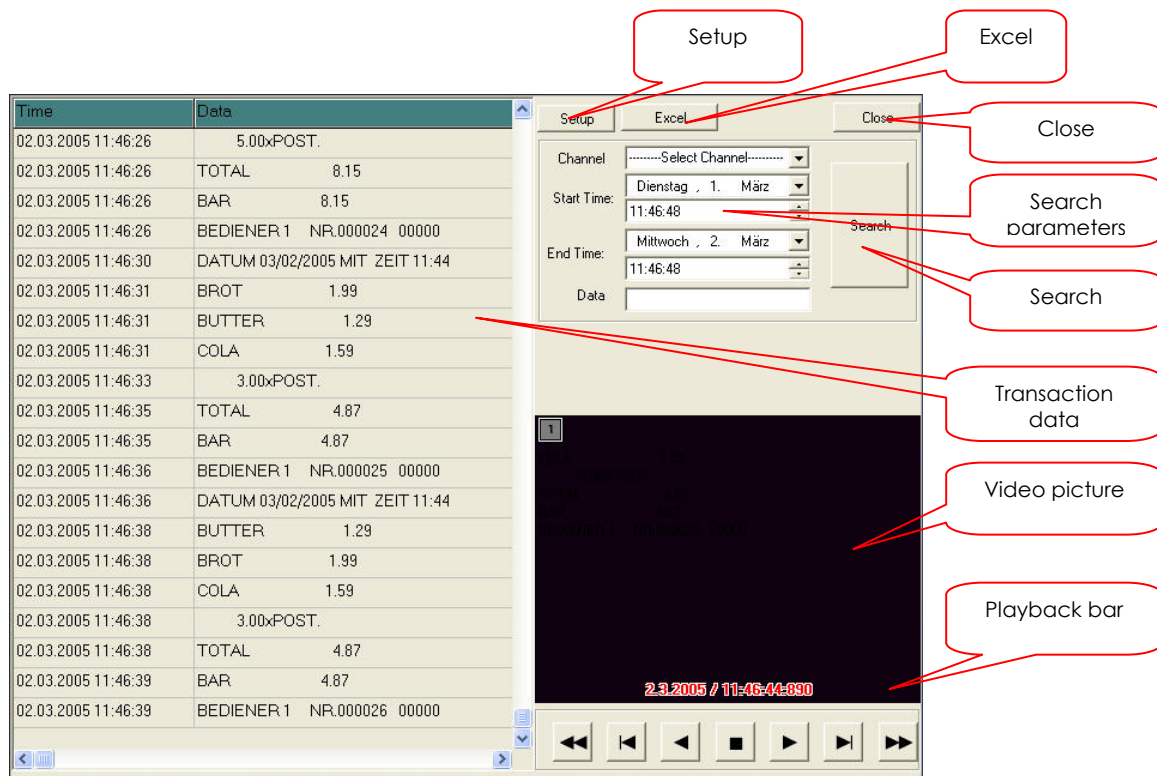 Setup
Excel
Time Data
02.03.2005 11:46:26 5.00xPOST.
02.03.2005 11:46:26 TOTAL 8.15
02.03.2005 11:46:26 BAR 8.15
02.03.2005 11:46:26 BEDIENER 1 NR.000024 00000
02.03.2005 11:46:30 DATUM 03/02/2005 MIT ZEIT 11:44
02.03.2005 11:46:31 BROT 1.99
02.03.2005 11:46:31 BUTTER 1.29
02.03.2005 11:46:31 COLA 1.59
02.03.2005 11:46:33 3.00xPOST.
02.03.2005 11:46:35 TOTAL 4.87
02.03.2005 11:46:35 BAR 4.87
02.03.2005 11:46:36 BEDIENER 1 NR.000025 00000
02.03.2005 11:46:36 DATUM 03/02/2005 MIT ZEIT 11:44
02.03.2005 11:46:38 BUTTER 1.29
02.03.2005 11:46:38 BROT 1.99
02.03.2005 11:46:38 COLA 1.59
02.03.2005 11:46:38 3.00xPOST.
02.03.2005 11:46:38 TOTAL 4.87
02.03.2005 11:46:39 BAR 4.87
02.03.2005 11:46:39 BEDIENER 1 NR.000026 00000
Setup Excel Close
Channel --------Select Channel---------
Start Time: Dienstag , 1. März
11:46:48
End Time: Mittwoch , 2. März
11:46:48
Data
Search
1
2.3.2005 / 11:46:44:890
Close
Search
parameters
Search
Transaction
data
Video picture
Playback bar